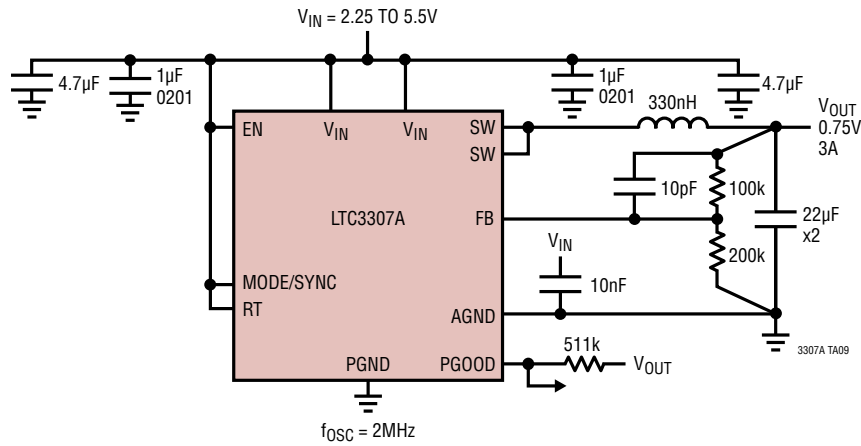 V_IN = 2.25 TO 5.5V
4.7µF
1µF
0201
1µF
0201
4.7µF
330nH
V_OUT
0.75V
3A
EN
V_IN
V_IN
SW
SW
10pF
100k
LTC3307A
FB
22µF
x2
V_IN
200k
MODE/SYNC
10nF
RT
AGND
511k
3307A TA09
PGND
PGOOD
V_OUT
f_OSC = 2MHz